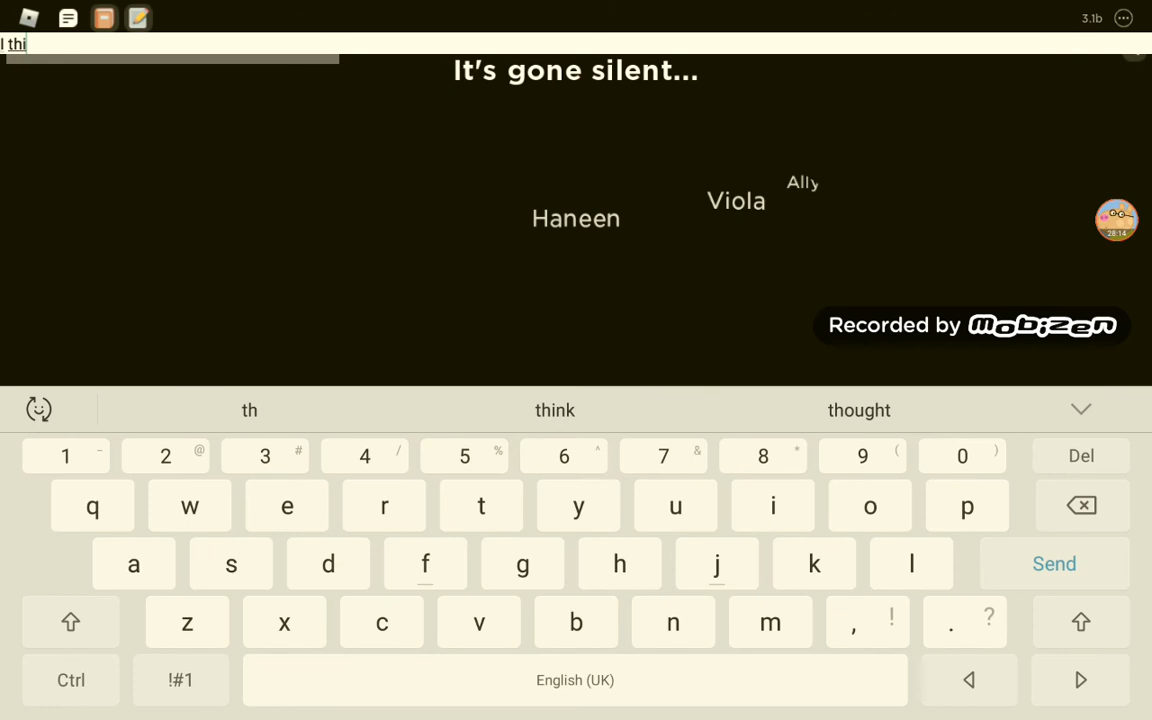 3.1b
I thi
It's gone silent...
Ally
Viola
Haneen
28:14
Recorded by mobizen
th think thought
1 - 2 @ 3 # 4 / 5 % 6 ^ 7 & 8 * 9 ( 0 ) Del
q w e r t y u i o p
a s d f g h j k l Send
z x c v b n m , ! . ?
Ctrl !#1 English (UK)